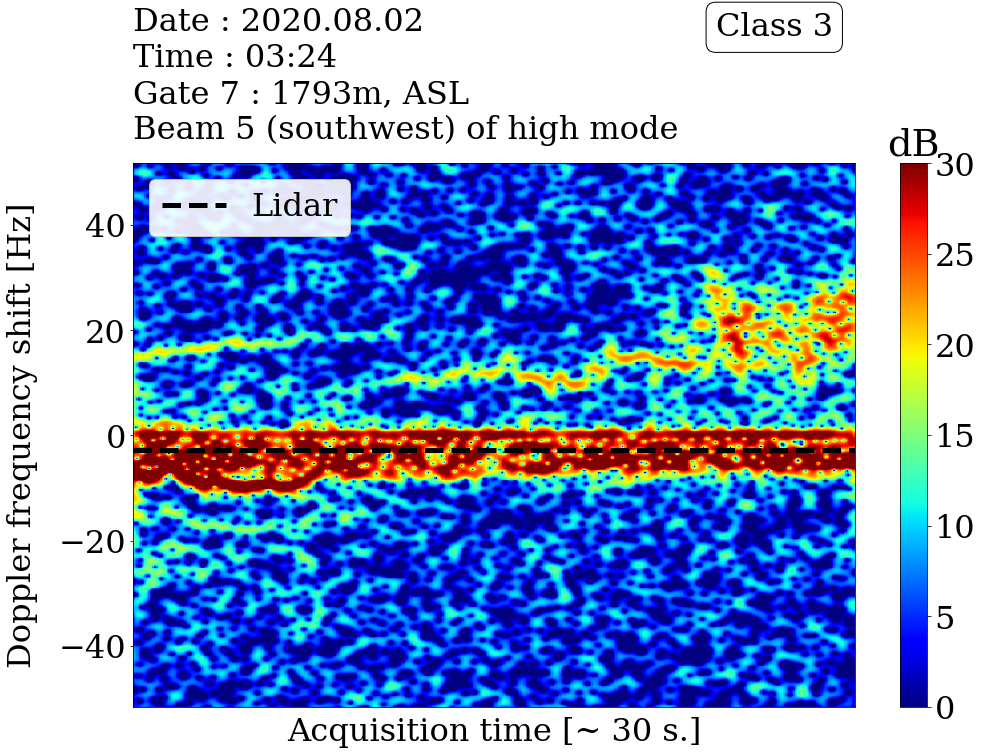 Date : 2020.08.02
Time : 03:24
Gate 7 : 1793m, ASL
Beam 5 (southwest) of high mode
Class 3
dB
Lidar
Doppler frequency shift [Hz]
40
20
0
−20
−40
30
25
20
15
10
5
0
Acquisition time [~ 30 s.]